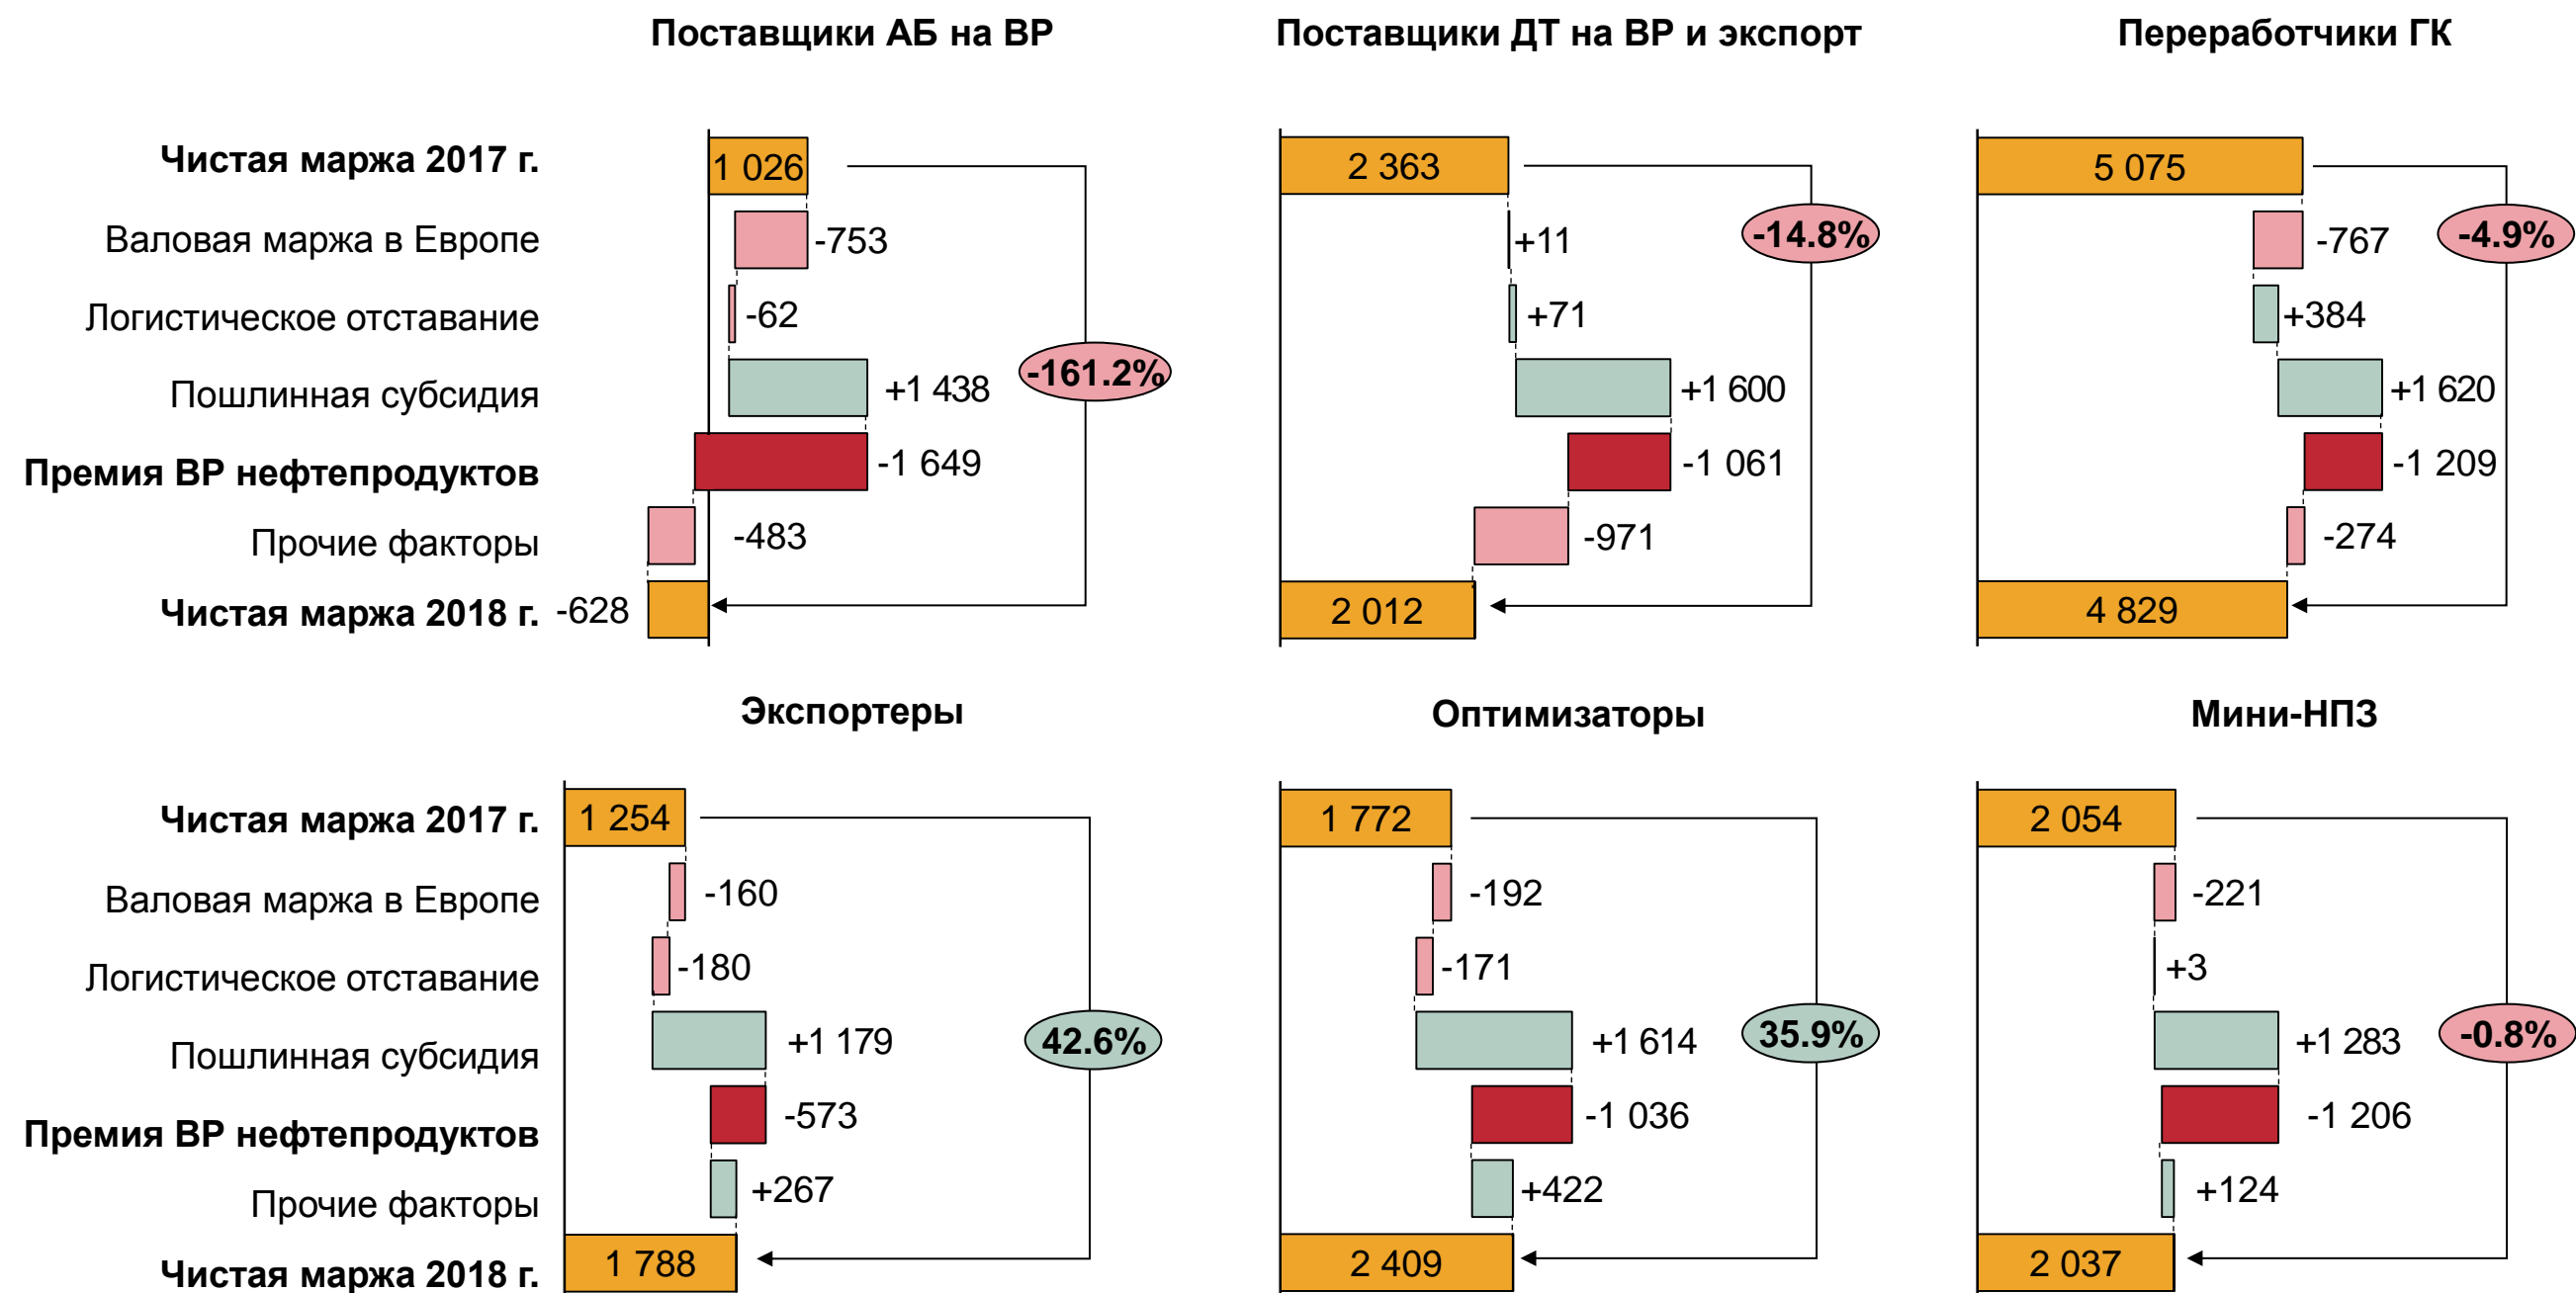 Поставщики АБ на ВР
Поставщики ДТ на ВР и экспорт
Переработчики ГК
Чистая маржа 2017 г.
1 026
2 363
5 075
Валовая маржа в Европе
-753
+11
-14.8%
-767
-4.9%
Логистическое отставание
-62
+71
+384
Пошлинная субсидия
+1 438
-161.2%
+1 600
+1 620
Премия ВР нефтепродуктов
-1 649
-1 061
-1 209
Прочие факторы
-483
-971
-274
Чистая маржа 2018 г.
-628
2 012
4 829
Экспортеры
Оптимизаторы
Мини-НПЗ
Чистая маржа 2017 г.
1 254
1 772
2 054
Валовая маржа в Европе
-160
-192
-221
Логистическое отставание
-180
-171
+3
Пошлинная субсидия
+1 179
42.6%
+1 614
35.9%
+1 283
-0.8%
Премия ВР нефтепродуктов
-573
-1 036
-1 206
Прочие факторы
+267
+422
+124
Чистая маржа 2018 г.
1 788
2 409
2 037